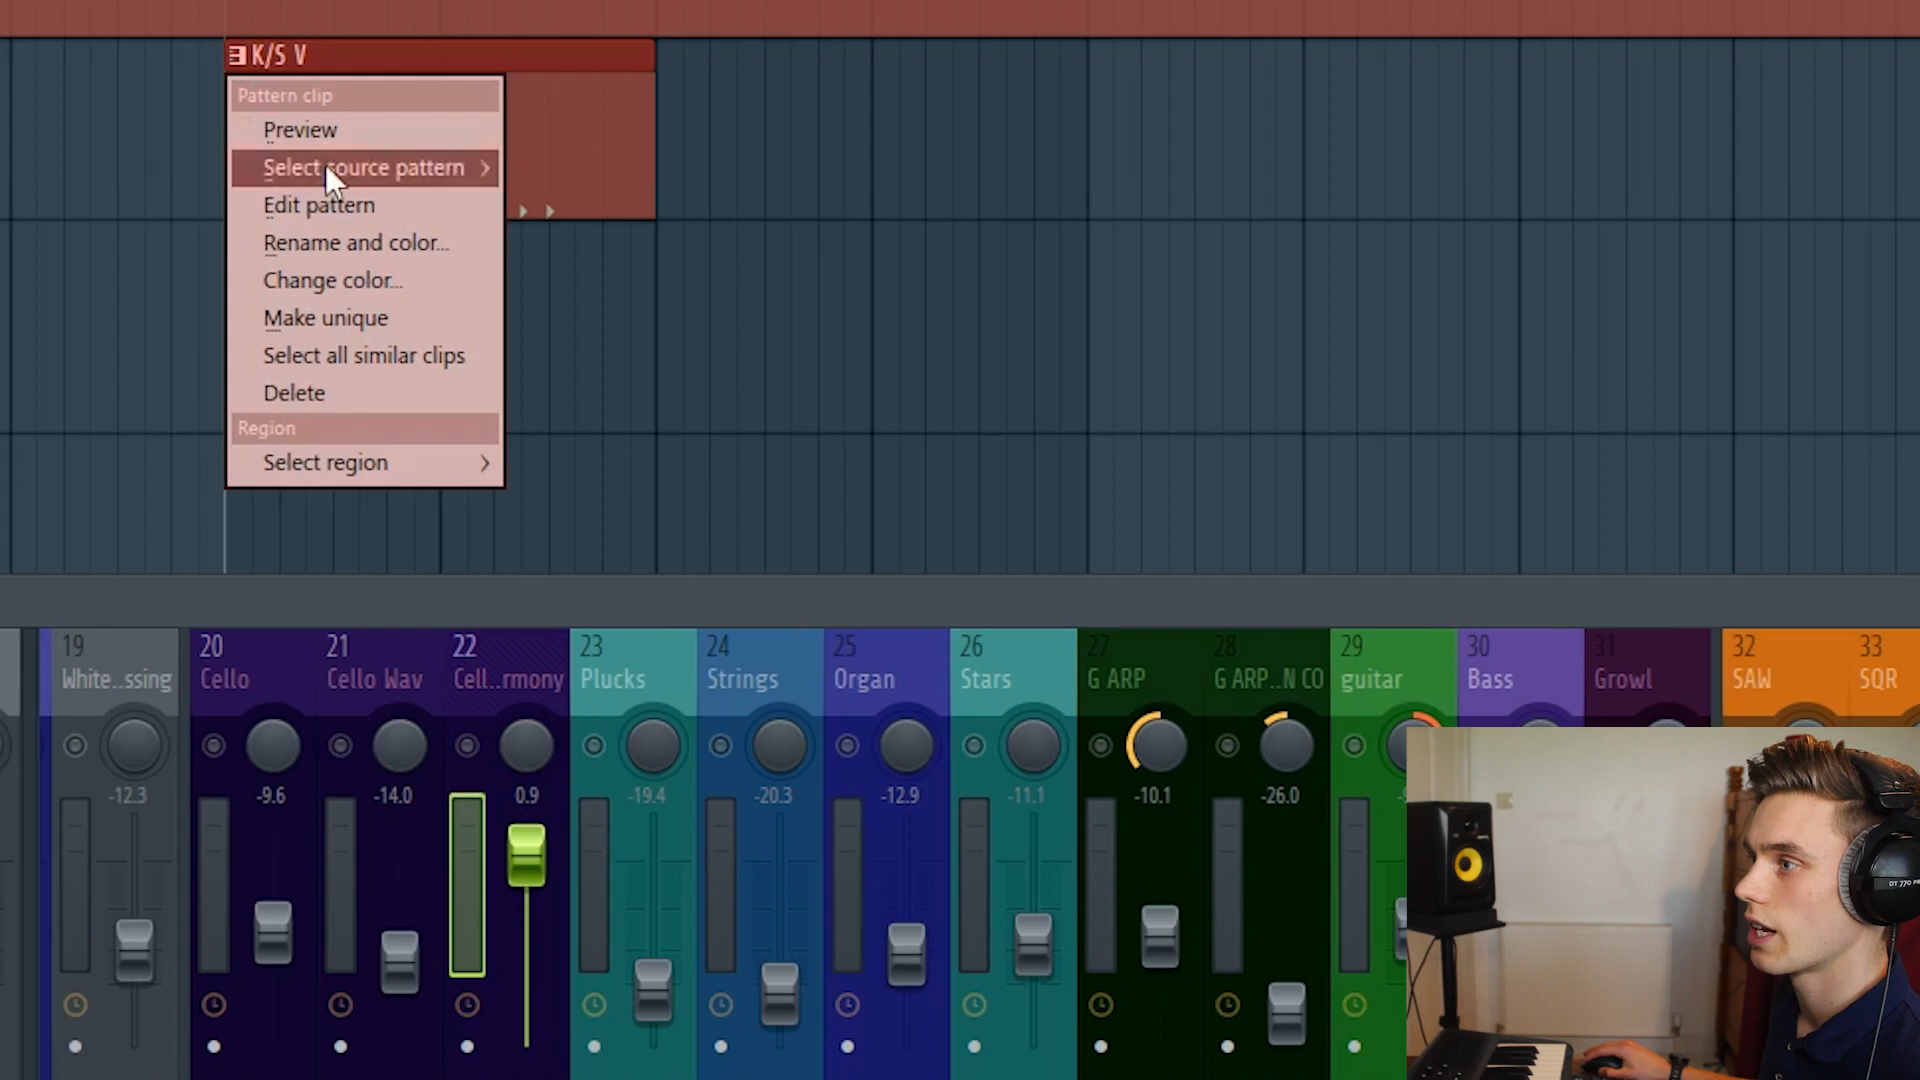 K/S V
Pattern clip
Preview
Select source pattern
Edit pattern
Rename and color...
Change color...
Make unique
Select all similar clips
Delete
Region
Select region
19 20 21 22 23 24 25 26 27 28 29 30 31 32 33
White..ssing Cello Cello Wav Cell..rmony Plucks Strings Organ Stars G ARP G ARP..N CO guitar Bass Growl SAW SQR
-12.3 -9.6 -14.0 0.9 -19.4 -20.3 -12.9 -11.1 -10.1 -26.0
DT 770 PR